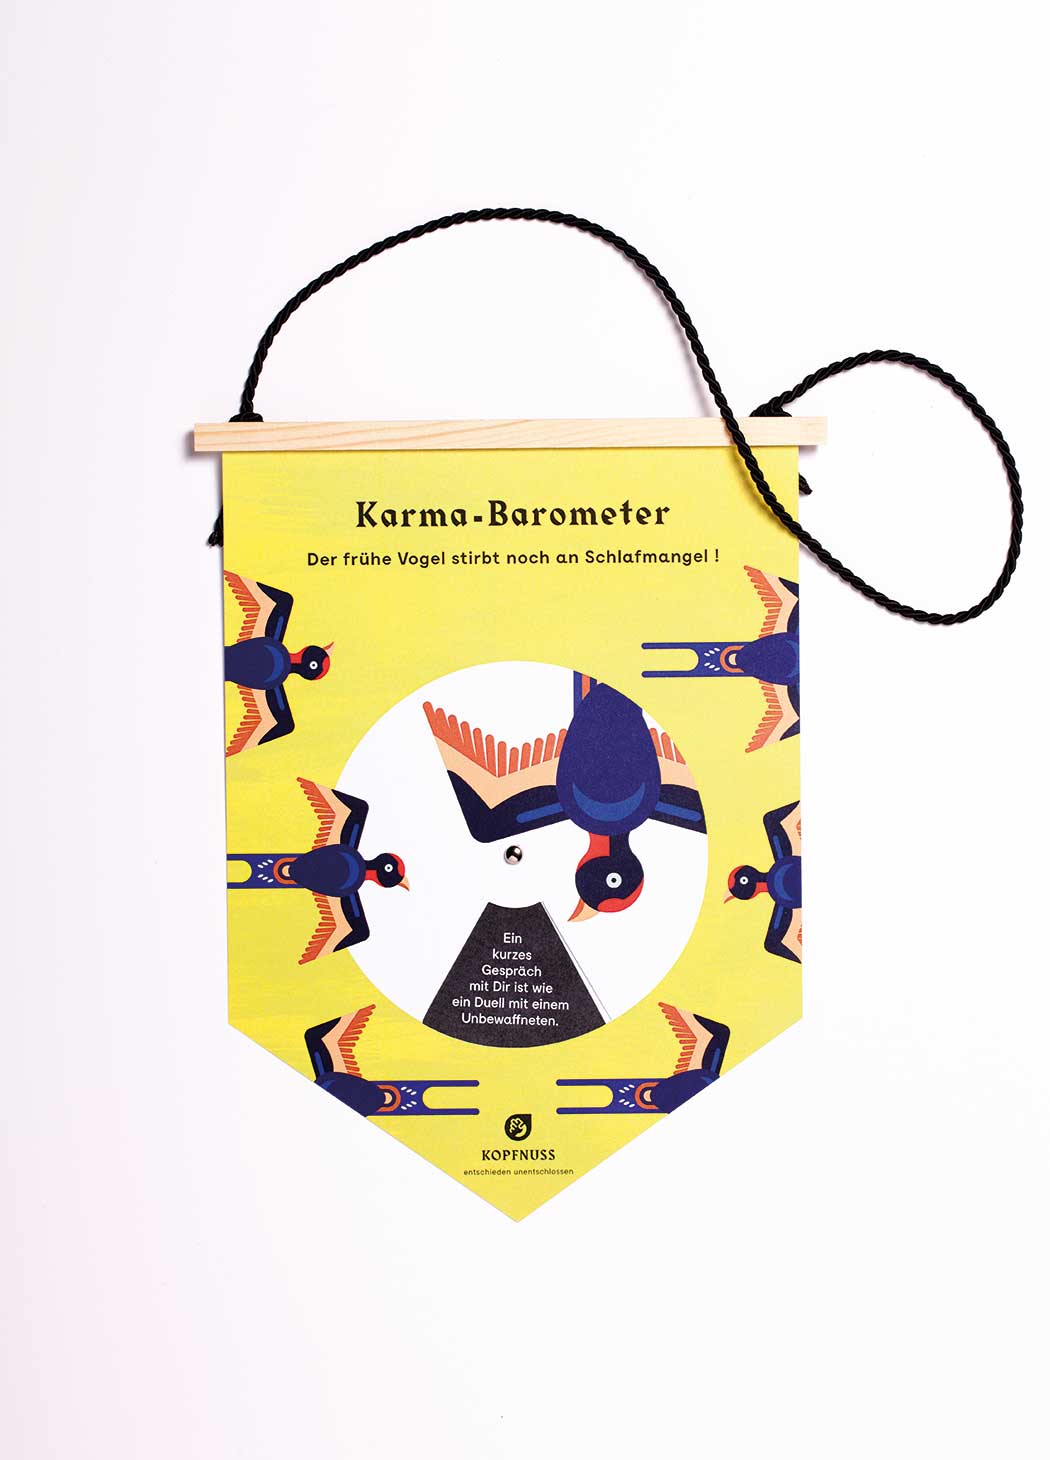 Karma-Barometer
Der frühe Vogel stirbt noch an Schlafmangel !
Ein
kurzes
Gespräch
mit Dir ist wie
ein Duell mit einem
Unbewaffneten.
KOPFNUSS
entschieden unentschlossen